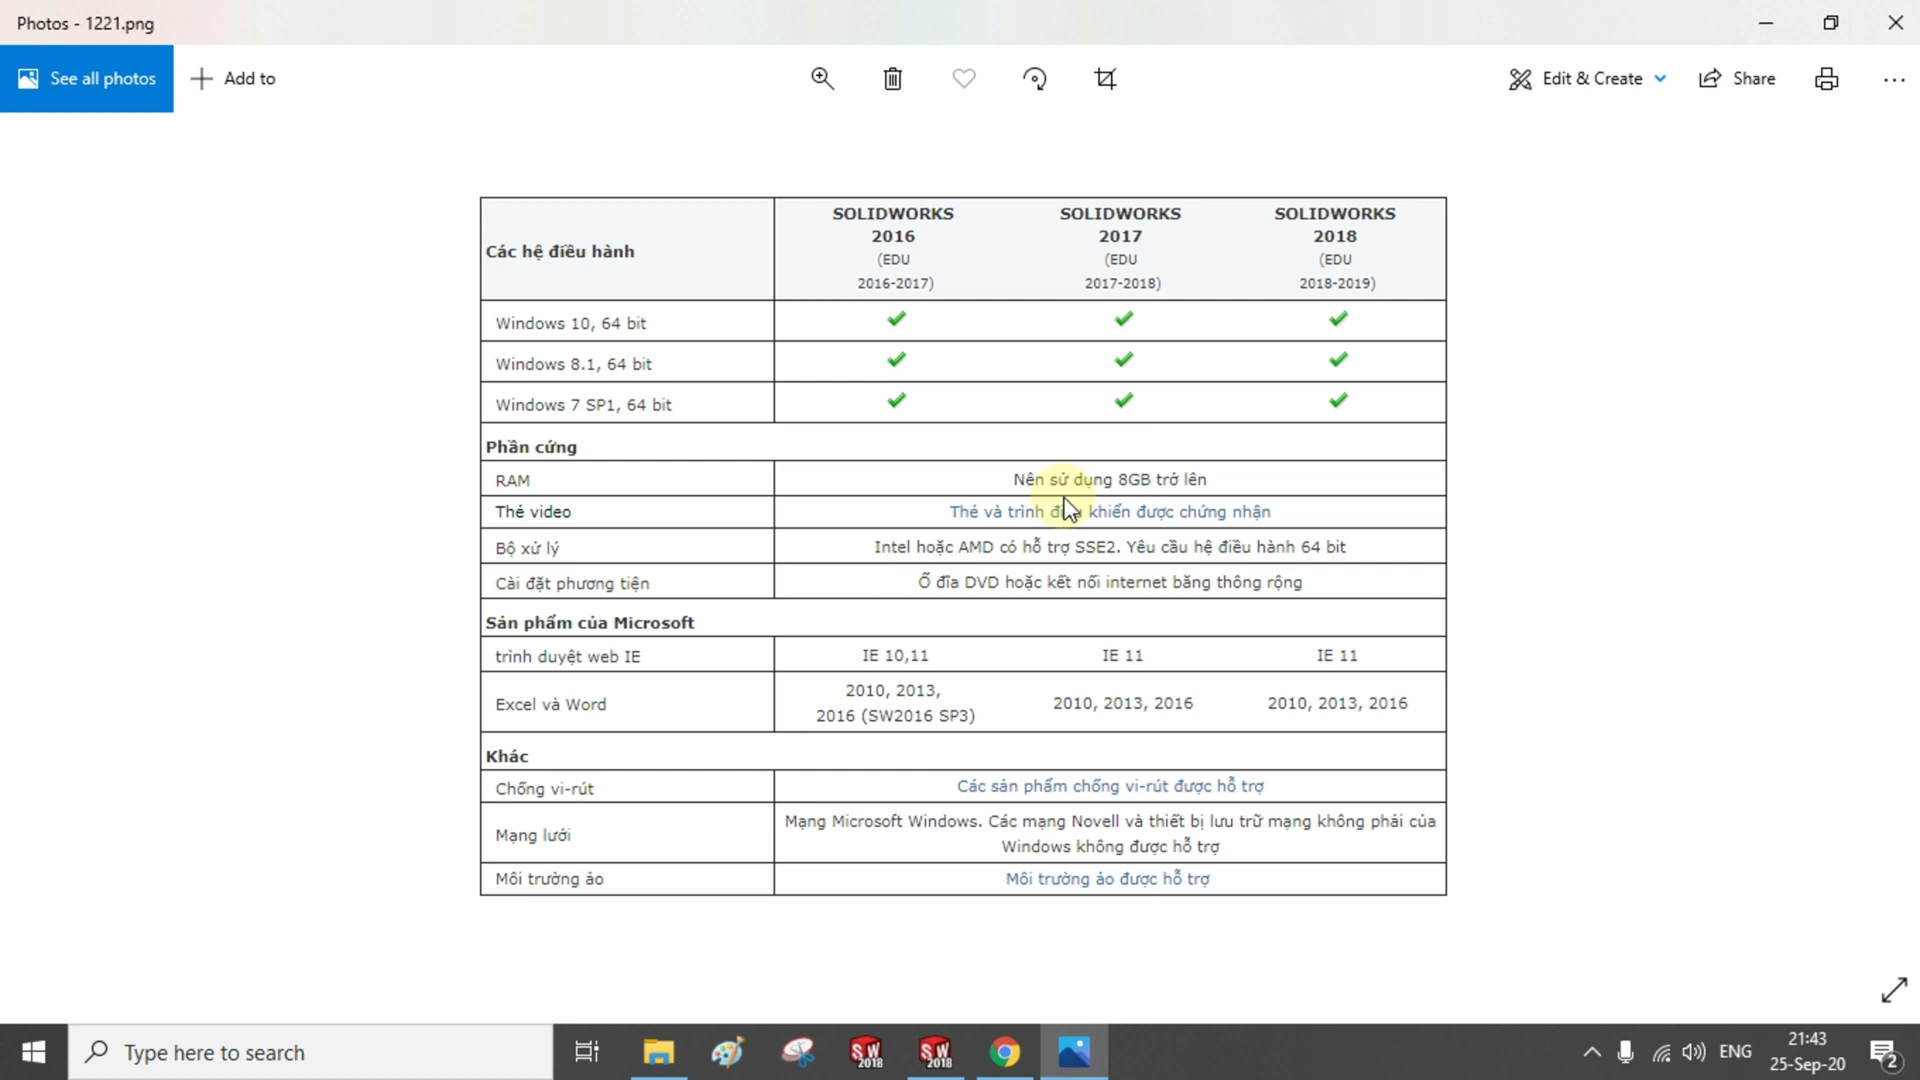 Photos - 1221.png
See all photos
Add to
Edit & Create
Share
Các hệ điều hành
SOLIDWORKS
2016
(EDU
2016-2017)
SOLIDWORKS
2017
(EDU
2017-2018)
SOLIDWORKS
2018
(EDU
2018-2019)
Windows 10, 64 bit
Windows 8.1, 64 bit
Windows 7 SP1, 64 bit
Phần cứng
RAM
Nên sử dụng 8GB trở lên
Thẻ video
Thẻ và trình điều khiển được chứng nhận
Bộ xử lý
Intel hoặc AMD có hỗ trợ SSE2. Yêu cầu hệ điều hành 64 bit
Cài đặt phương tiện
Ổ đĩa DVD hoặc kết nối internet băng thông rộng
Sản phẩm của Microsoft
trình duyệt web IE
IE 10,11
IE 11
IE 11
Excel và Word
2010, 2013,
2016 (SW2016 SP3)
2010, 2013, 2016
2010, 2013, 2016
Khác
Chống vi-rút
Các sản phẩm chống vi-rút được hỗ trợ
Mạng lưới
Mạng Microsoft Windows. Các mạng Novell và thiết bị lưu trữ mạng không phải của
Windows không được hỗ trợ
Môi trường ảo
Môi trường ảo được hỗ trợ
Type here to search
SW
2018
SW
2018
ENG
21:43
25-Sep-20
2